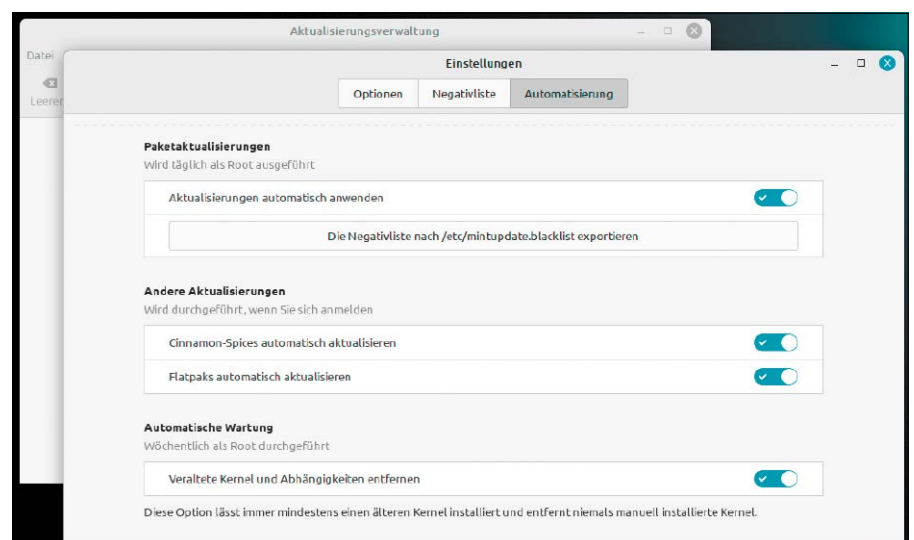 Aktualisierungsverwaltung
Datei
Einstellungen
Leeren
Optionen Negativliste Automatisierung
Paketaktualisierungen
Wird täglich als Root ausgeführt
Aktualisierungen automatisch anwenden
Die Negativliste nach /etc/mintupdate.blacklist exportieren
Andere Aktualisierungen
Wird durchgeführt, wenn Sie sich anmelden
Cinnamon-Spices automatisch aktualisieren
Flatpaks automatisch aktualisieren
Automatische Wartung
Wöchentlich als Root durchgeführt
Veraltete Kernel und Abhängigkeiten entfernen
Diese Option lässt immer mindestens einen älteren Kernel installiert und entfernt niemals manuell installierte Kernel.